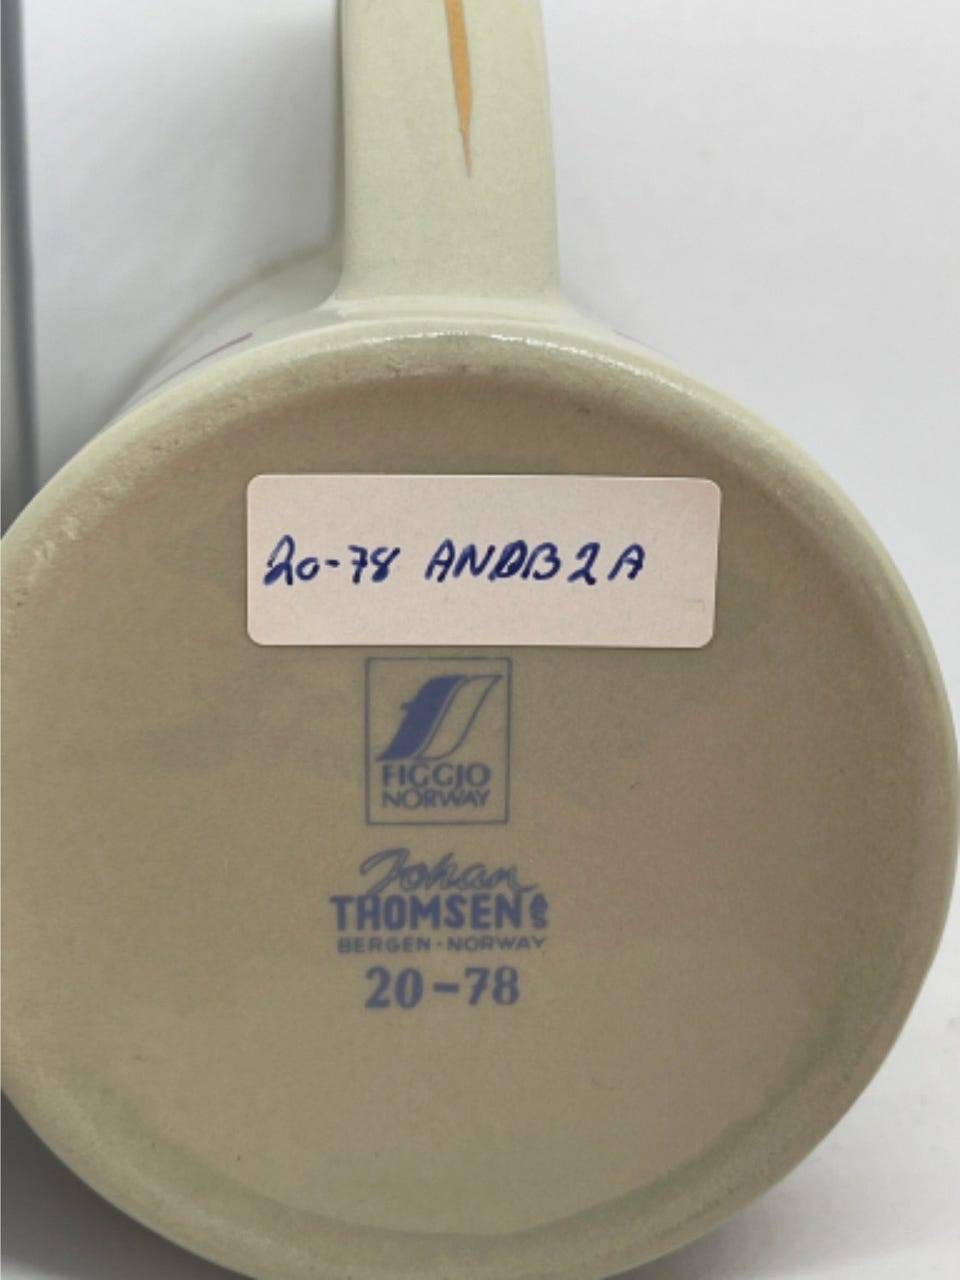 20-78 ANDB2A
FIGGJO
NORWAY
Johan
THOMSEN A/S
BERGEN - NORWAY
20-78